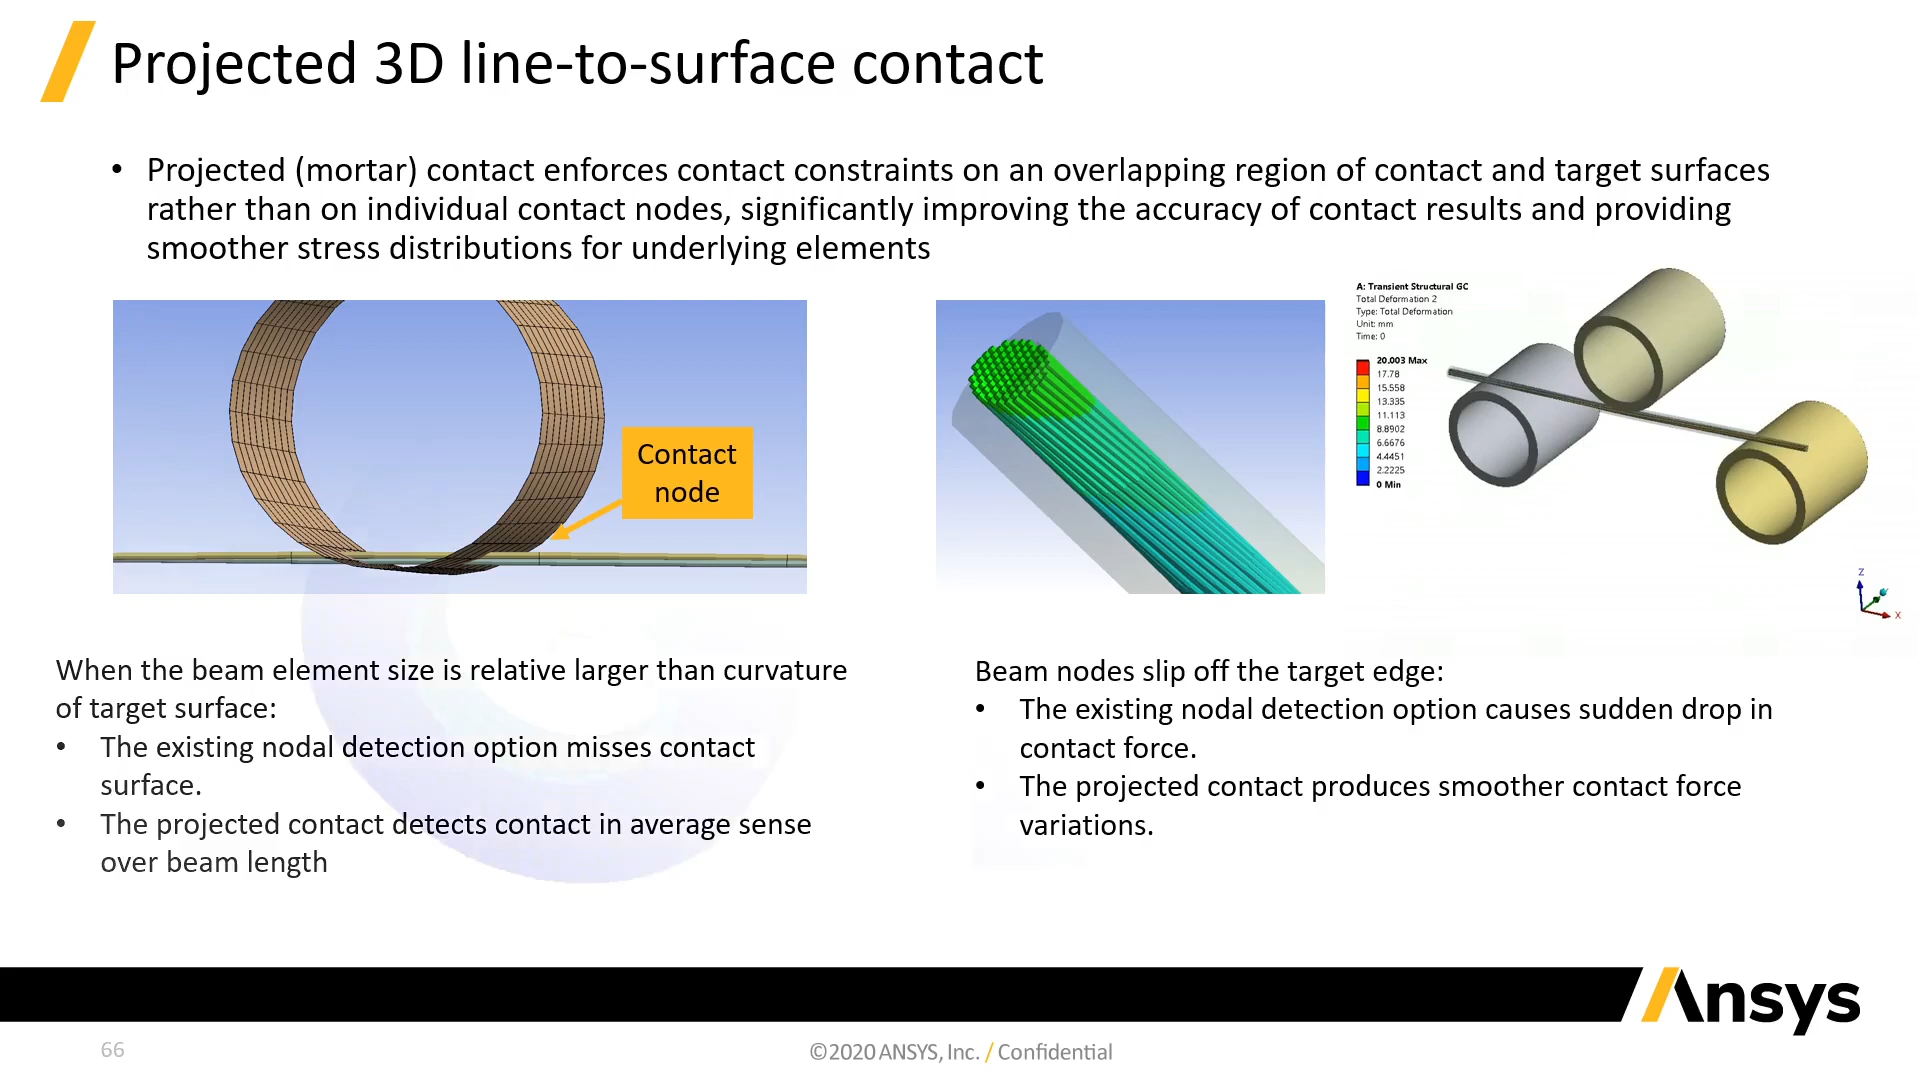 Projected 3D line-to-surface contact
• Projected (mortar) contact enforces contact constraints on an overlapping region of contact and target surfaces
rather than on individual contact nodes, significantly improving the accuracy of contact results and providing
smoother stress distributions for underlying elements
Contact
node
A: Transient Structural GC
Total Deformation 2
Type: Total Deformation
Unit: mm
Time: 0
20.003 Max
17.78
15.558
13.335
11.113
8.8902
6.6676
4.4451
2.2225
0 Min
Z
X
When the beam element size is relative larger than curvature
of target surface:
• The existing nodal detection option misses contact
surface.
• The projected contact detects contact in average sense
over beam length
Beam nodes slip off the target edge:
• The existing nodal detection option causes sudden drop in
contact force.
• The projected contact produces smoother contact force
variations.
Ansys
66
©2020 ANSYS, Inc. / Confidential